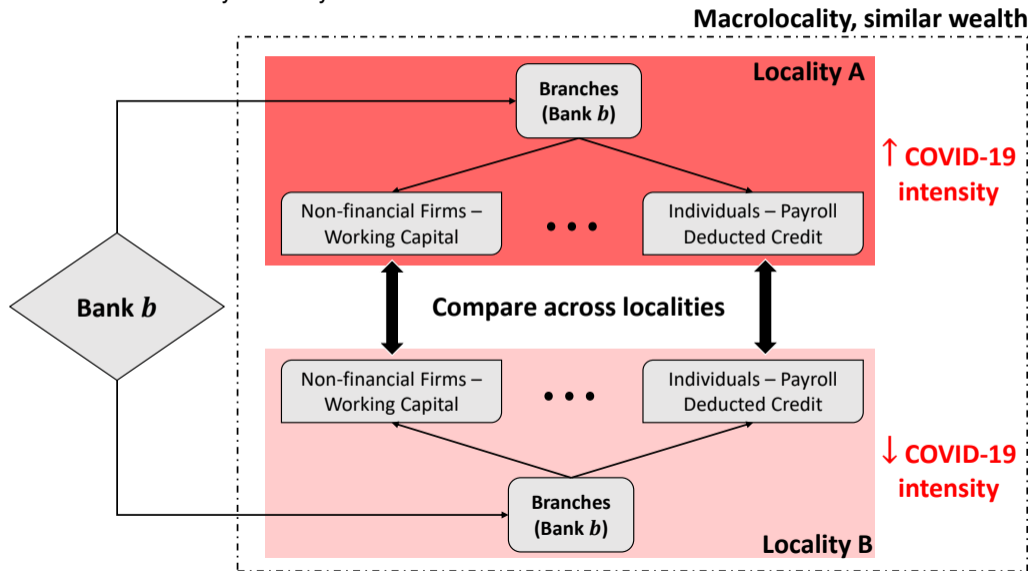 Macrolocality, similar wealth
Locality A
Branches
(Bank b)
↑ COVID-19
intensity
Non-financial Firms –
Working Capital
• • •
Individuals – Payroll
Deducted Credit
Bank b
Compare across localities
Non-financial Firms –
Working Capital
• • •
Individuals – Payroll
Deducted Credit
↓ COVID-19
intensity
Branches
(Bank b)
Locality B